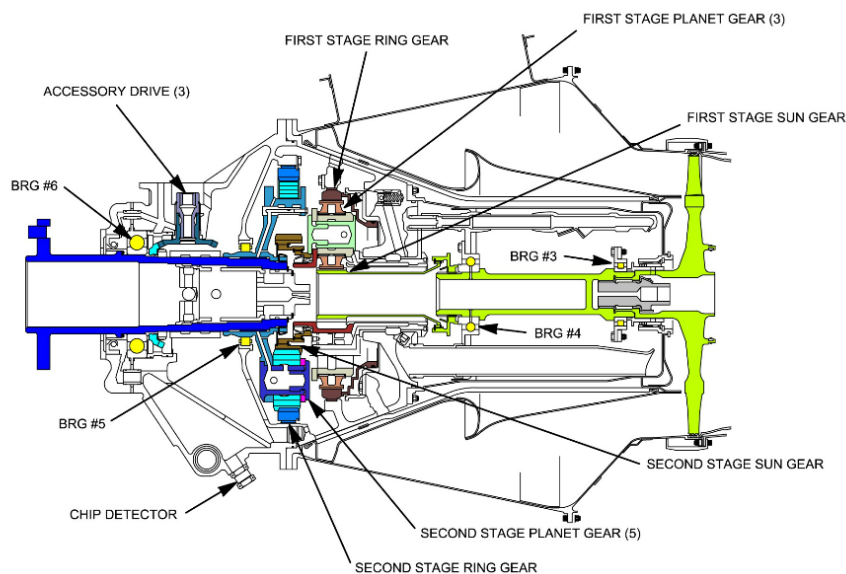 FIRST STAGE PLANET GEAR (3)
FIRST STAGE RING GEAR
ACCESSORY DRIVE (3)
FIRST STAGE SUN GEAR
BRG #6
BRG #3
BRG #4
BRG #5
SECOND STAGE SUN GEAR
CHIP DETECTOR
SECOND STAGE PLANET GEAR (5)
SECOND STAGE RING GEAR